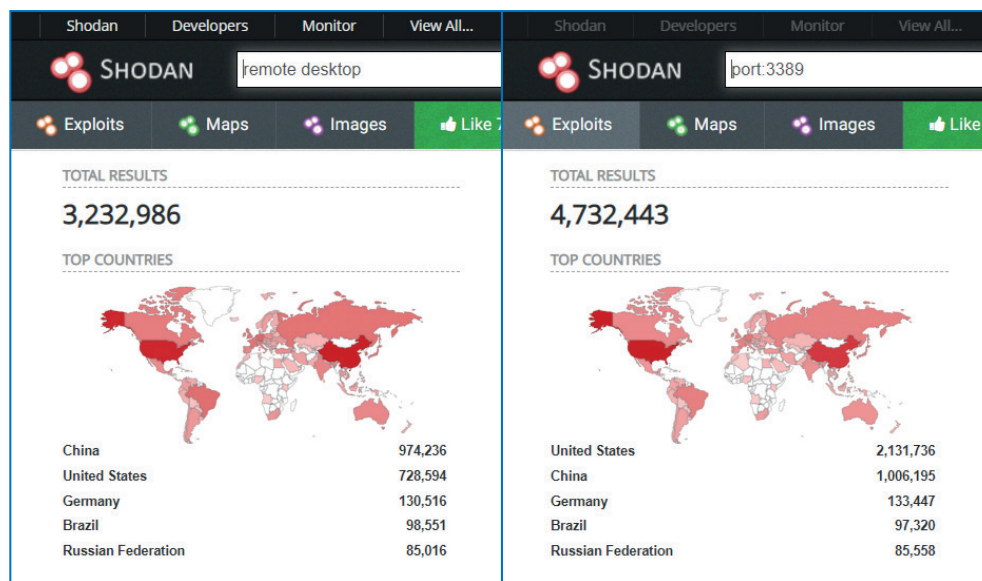 Shodan Developers Monitor View All...
SHODAN remote desktop
Exploits Maps Images Like
TOTAL RESULTS
3,232,986
TOP COUNTRIES
China 974,236
United States 728,594
Germany 130,516
Brazil 98,551
Russian Federation 85,016
Shodan Developers Monitor View All...
SHODAN port:3389
Exploits Maps Images Like
TOTAL RESULTS
4,732,443
TOP COUNTRIES
United States 2,131,736
China 1,006,195
Germany 133,447
Brazil 97,320
Russian Federation 85,558